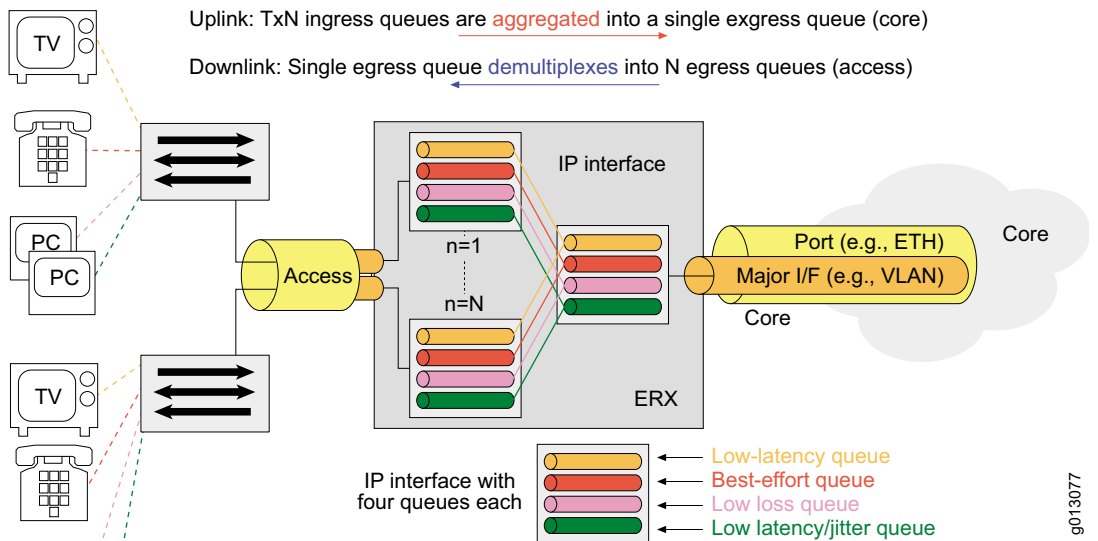 Uplink: TxN ingress queues are aggregated into a single exgress queue (core)
Downlink: Single egress queue demultiplexes into N egress queues (access)
TV
PC
PC
TV
Access
IP interface
n=1
n=N
ERX
Port (e.g., ETH)
Major I/F (e.g., VLAN)
Core
Core
IP interface with
four queues each
Low-latency queue
Best-effort queue
Low loss queue
Low latency/jitter queue
g013077